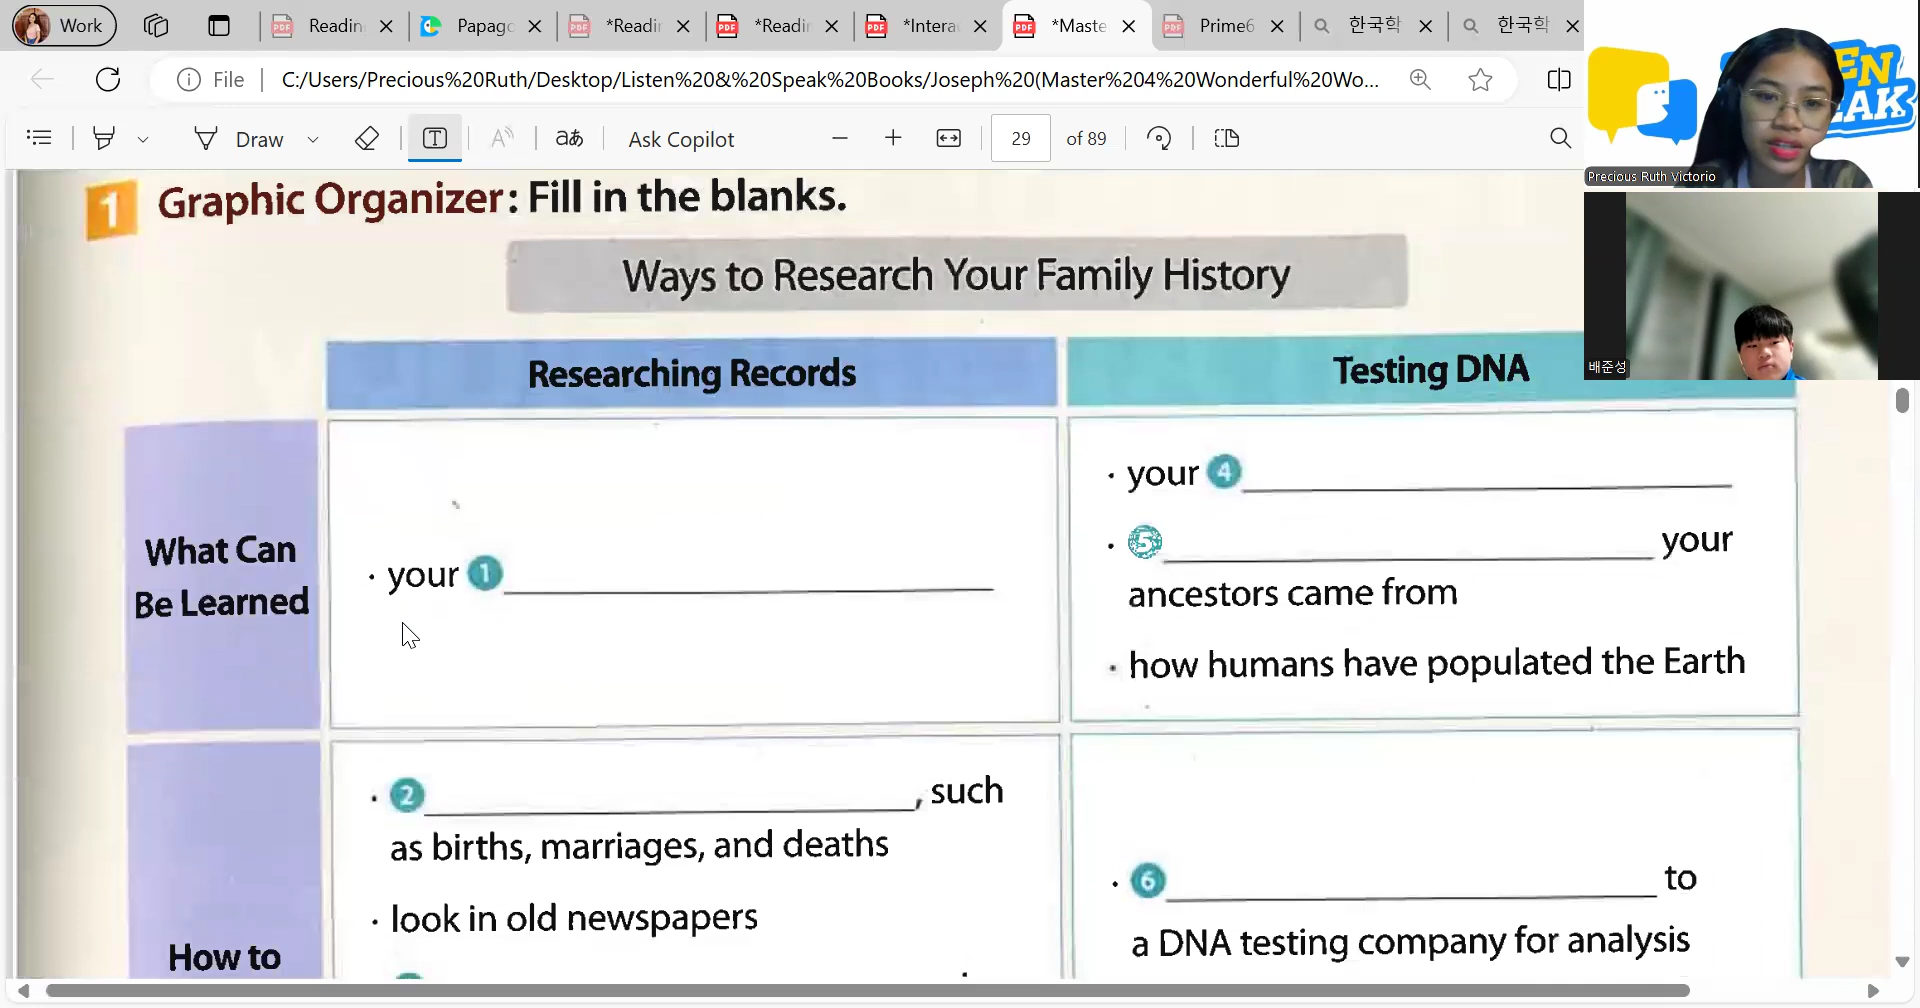 Work
Readin
Papago
*Readir
*Readi
*Intera
*Maste
Prime6
한국학
한국학
File
C:/Users/Precious%20Ruth/Desktop/Listen%20&%20Speak%20Books/Joseph%20(Master%204%20Wonderful%20Wo...
Draw
aあ
Ask Copilot
29
of 89
EN
EAK
Precious Ruth Victorio
배준성
1 Graphic Organizer: Fill in the blanks.
Ways to Research Your Family History
Researching Records
Testing DNA
What Can
Be Learned
· your 1
· your 4
· 5 your
ancestors came from
· how humans have populated the Earth
How to
· 2 , such
as births, marriages, and deaths
· look in old newspapers
· 6 to
a DNA testing company for analysis